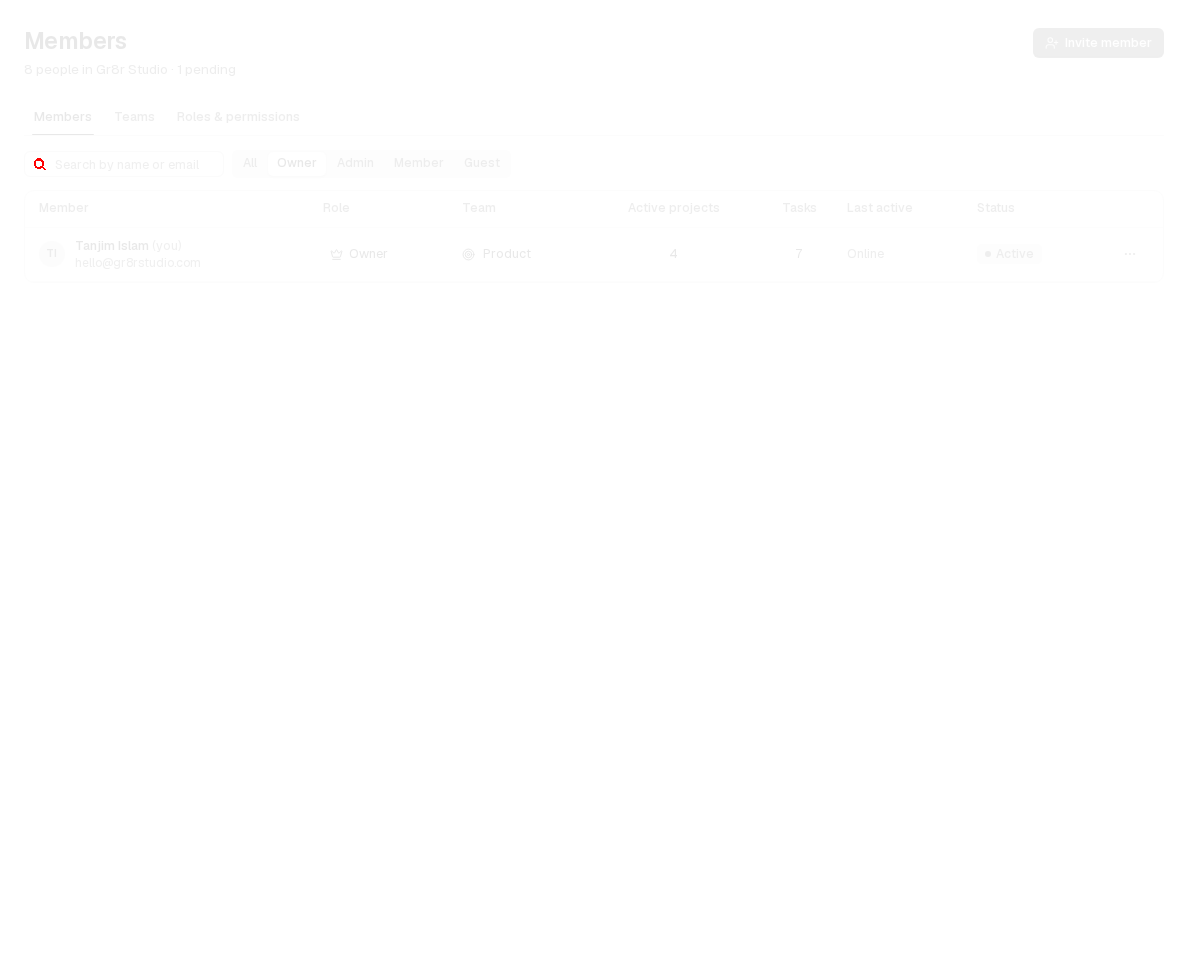 Members
Invite member
8 people in Gr8r Studio · 1 pending
Members Teams Roles & permissions
Search by name or email
All Owner Admin Member Guest
Member Role Team Active projects Tasks Last active Status
TI Tanjim Islam (you) Owner Product 4 7 Online Active
hello@gr8rstudio.com